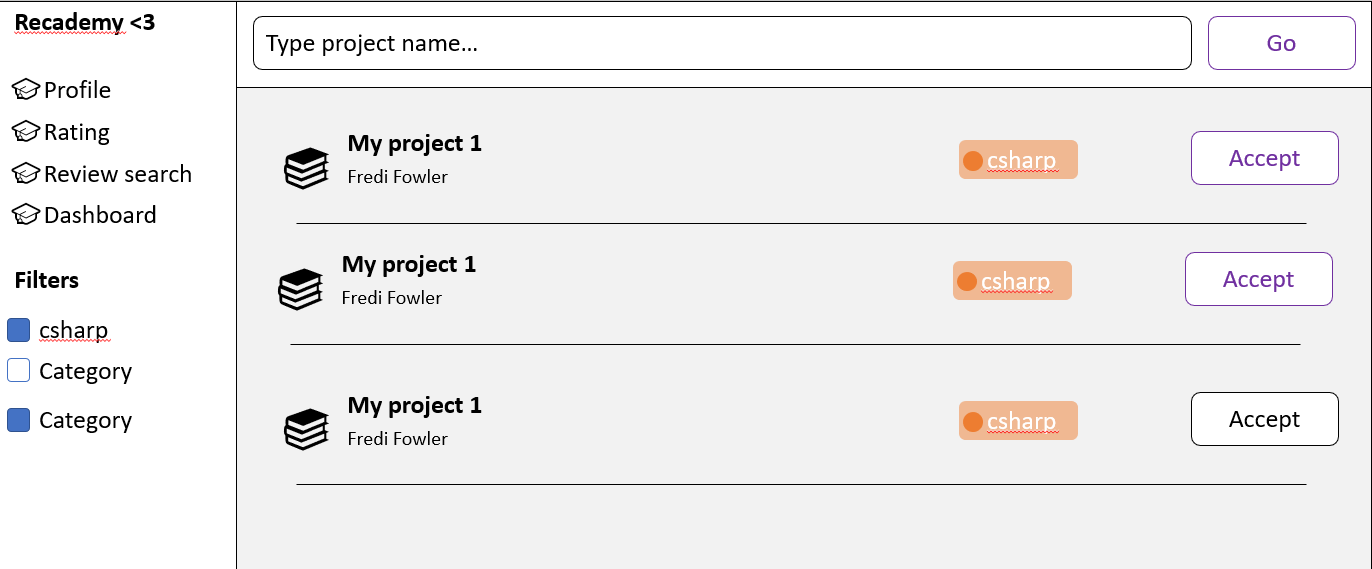 Recademy <3
Profile
Rating
Review search
Dashboard
Filters
csharp
Category
Category
Type project name...
Go
My project 1
Fredi Fowler
csharp
Accept
My project 1
Fredi Fowler
csharp
Accept
My project 1
Fredi Fowler
csharp
Accept